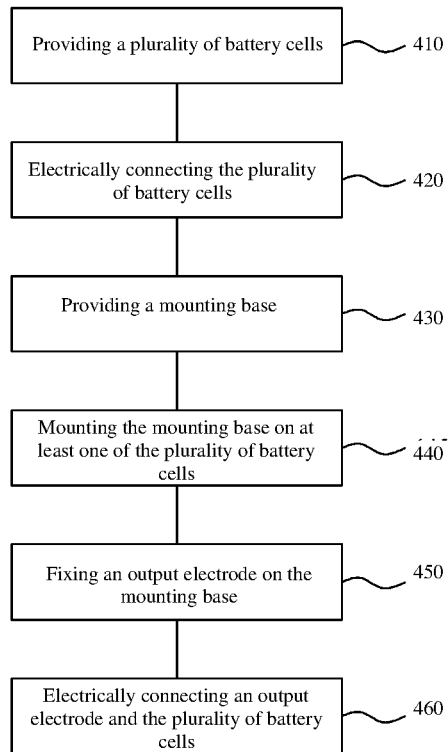 Providing a plurality of battery cells
410
Electrically connecting the plurality
of battery cells
420
Providing a mounting base
430
Mounting the mounting base on at
least one of the plurality of battery
cells
440
Fixing an output electrode on the
mounting base
450
Electrically connecting an output
electrode and the plurality of battery
cells
460